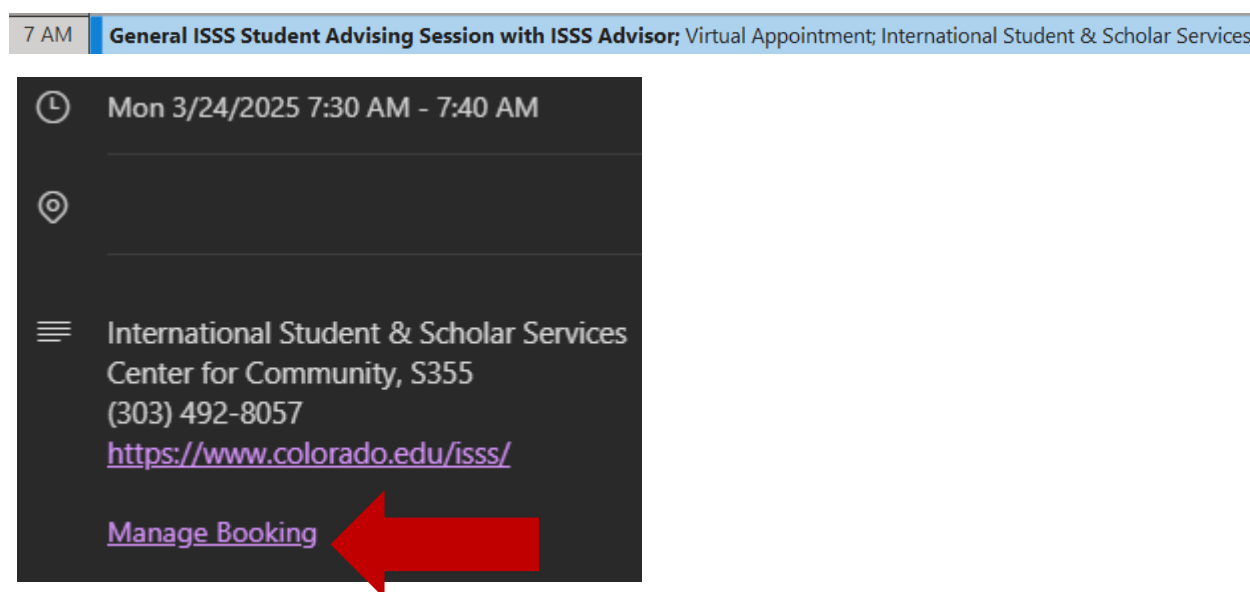 7 AM General ISSS Student Advising Session with ISSS Advisor; Virtual Appointment; International Student & Scholar Services
Mon 3/24/2025 7:30 AM - 7:40 AM
International Student & Scholar Services
Center for Community, S355
(303) 492-8057
https://www.colorado.edu/isss/
Manage Booking